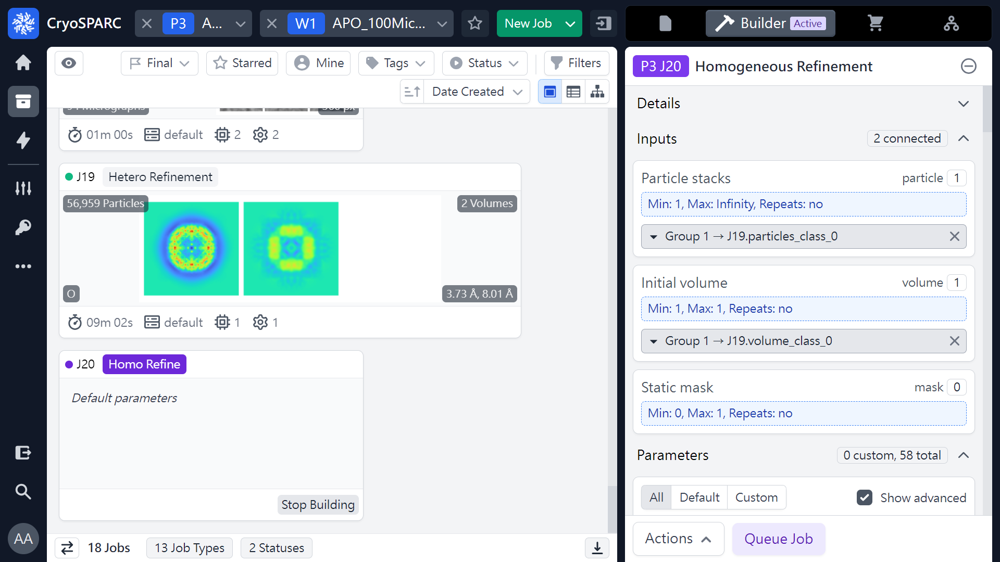 CryoSPARC
P3 A...
W1 APO_100Mic...
New Job
Builder Active
Final
Starred
Mine
Tags
Status
Filters
Date Created
01m 00s default 2 2
J19 Hetero Refinement
56,959 Particles
2 Volumes
O
3.73 Å, 8.01 Å
09m 02s default 1 1
J20 Homo Refine
Default parameters
Stop Building
18 Jobs
13 Job Types
2 Statuses
AA
P3 J20 Homogeneous Refinement
Details
Inputs 2 connected
Particle stacks particle 1
Min: 1, Max: Infinity, Repeats: no
Group 1 → J19.particles_class_0
Initial volume volume 1
Min: 1, Max: 1, Repeats: no
Group 1 → J19.volume_class_0
Static mask mask 0
Min: 0, Max: 1, Repeats: no
Parameters 0 custom, 58 total
All Default Custom Show advanced
Actions Queue Job